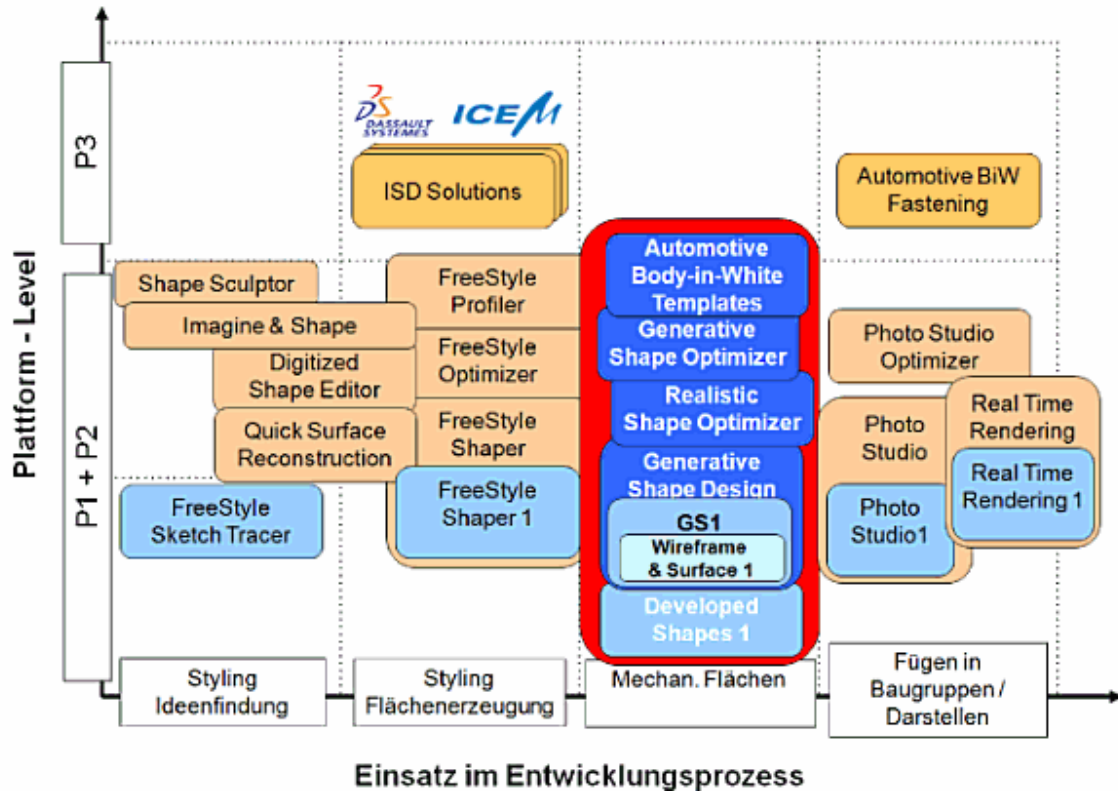 Plattform - Level
P3
P1 + P2
DASSAULT
SYSTEMES
ICEM
ISD Solutions
Automotive BiW
Fastening
Shape Sculptor
Imagine & Shape
Digitized
Shape Editor
Quick Surface
Reconstruction
FreeStyle
Sketch Tracer
FreeStyle
Profiler
FreeStyle
Optimizer
FreeStyle
Shaper
FreeStyle
Shaper 1
Automotive
Body-in-White
Templates
Generative
Shape Optimizer
Realistic
Shape Optimizer
Generative
Shape Design
GS1
Wireframe
& Surface 1
Developed
Shapes 1
Photo Studio
Optimizer
Photo
Studio
Photo
Studio1
Real Time
Rendering
Real Time
Rendering 1
Styling
Ideenfindung
Styling
Flächenerzeugung
Mechan. Flächen
Fügen in
Baugruppen /
Darstellen
Einsatz im Entwicklungsprozess